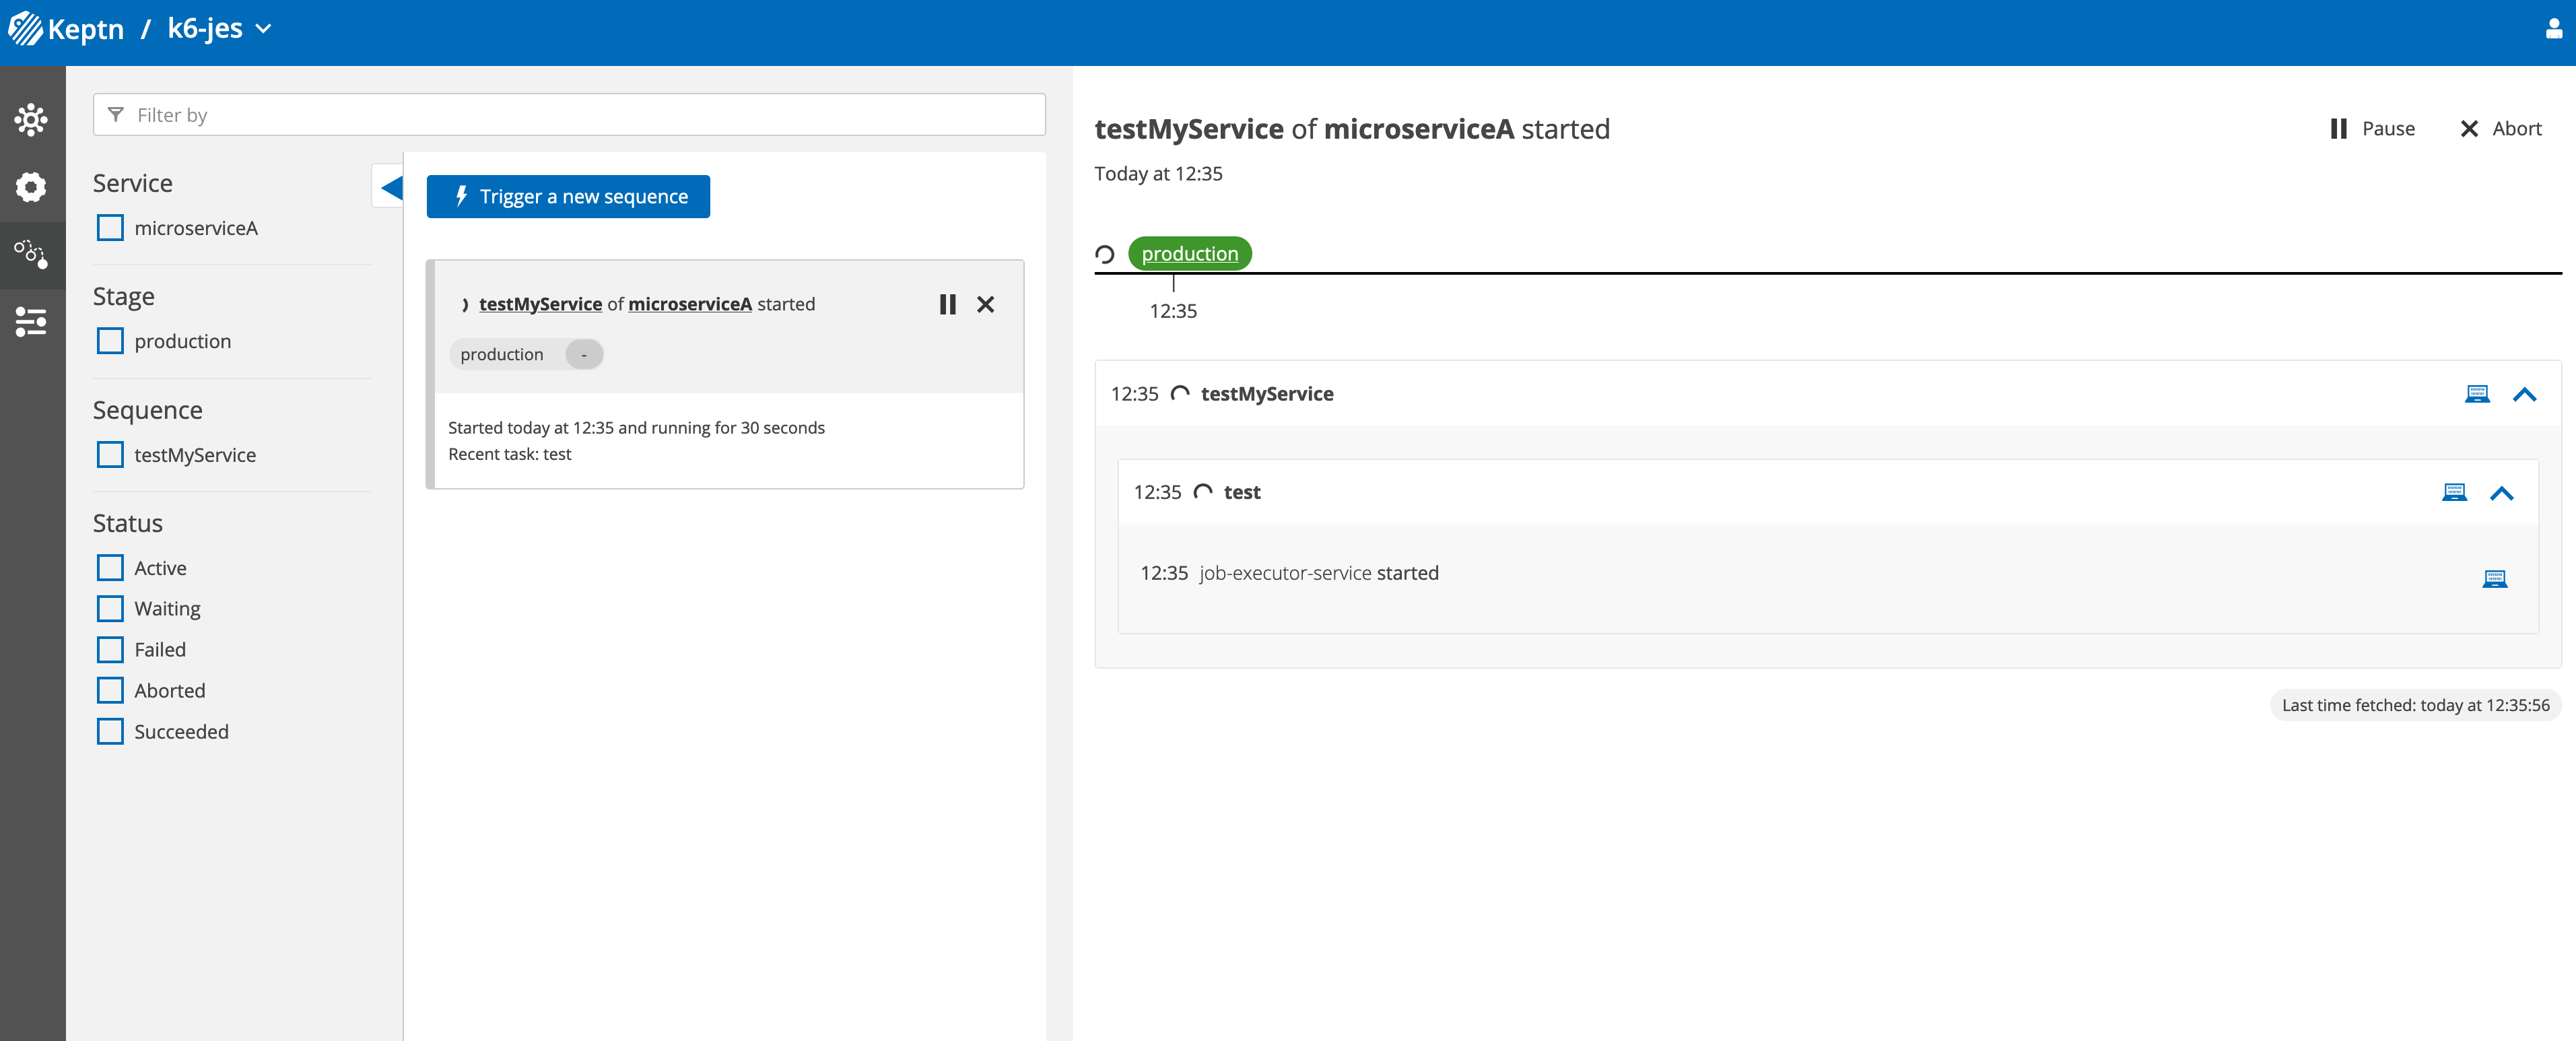 Keptn / k6-jes
Filter by
Service
microserviceA
Stage
production
Sequence
testMyService
Status
Active
Waiting
Failed
Aborted
Succeeded
Trigger a new sequence
testMyService of microserviceA started
production -
Started today at 12:35 and running for 30 seconds
Recent task: test
testMyService of microserviceA started
Pause
Abort
Today at 12:35
production
12:35
12:35 testMyService
12:35 test
12:35 job-executor-service started
Last time fetched: today at 12:35:56